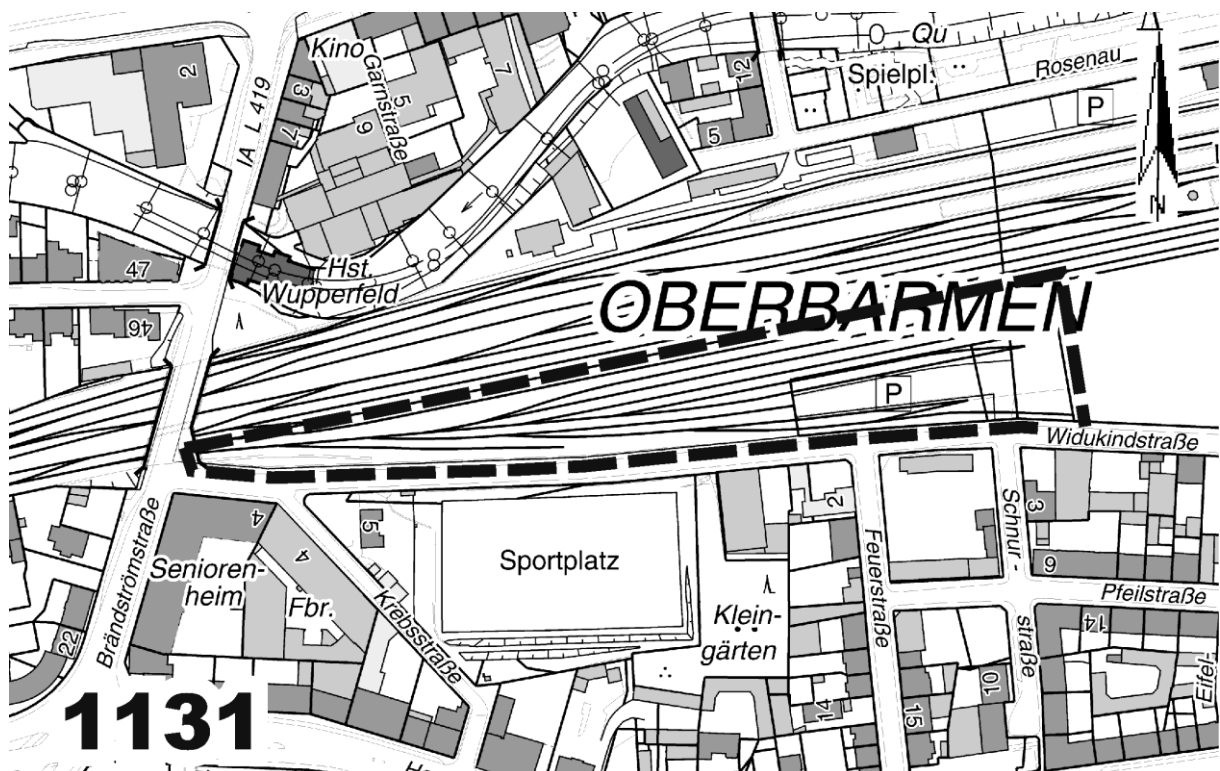 Kino
Garnstraße
2
3
7
5
9
7
IA L 419
12
5
Qu
Spielpl.
Rosenau
P
N
47
46
Hst.
Wupperfeld
OBERBARMEN
P
Widukindstraße
Brändströmstraße
4
4
5
Senioren-
heim
Fbr.
Krebsstraße
22
Sportplatz
Klein-
gärten
2
Feuerstraße
14
15
10
Schnur-
straße
3
9
Pfeilstraße
14
Eifel-
1131